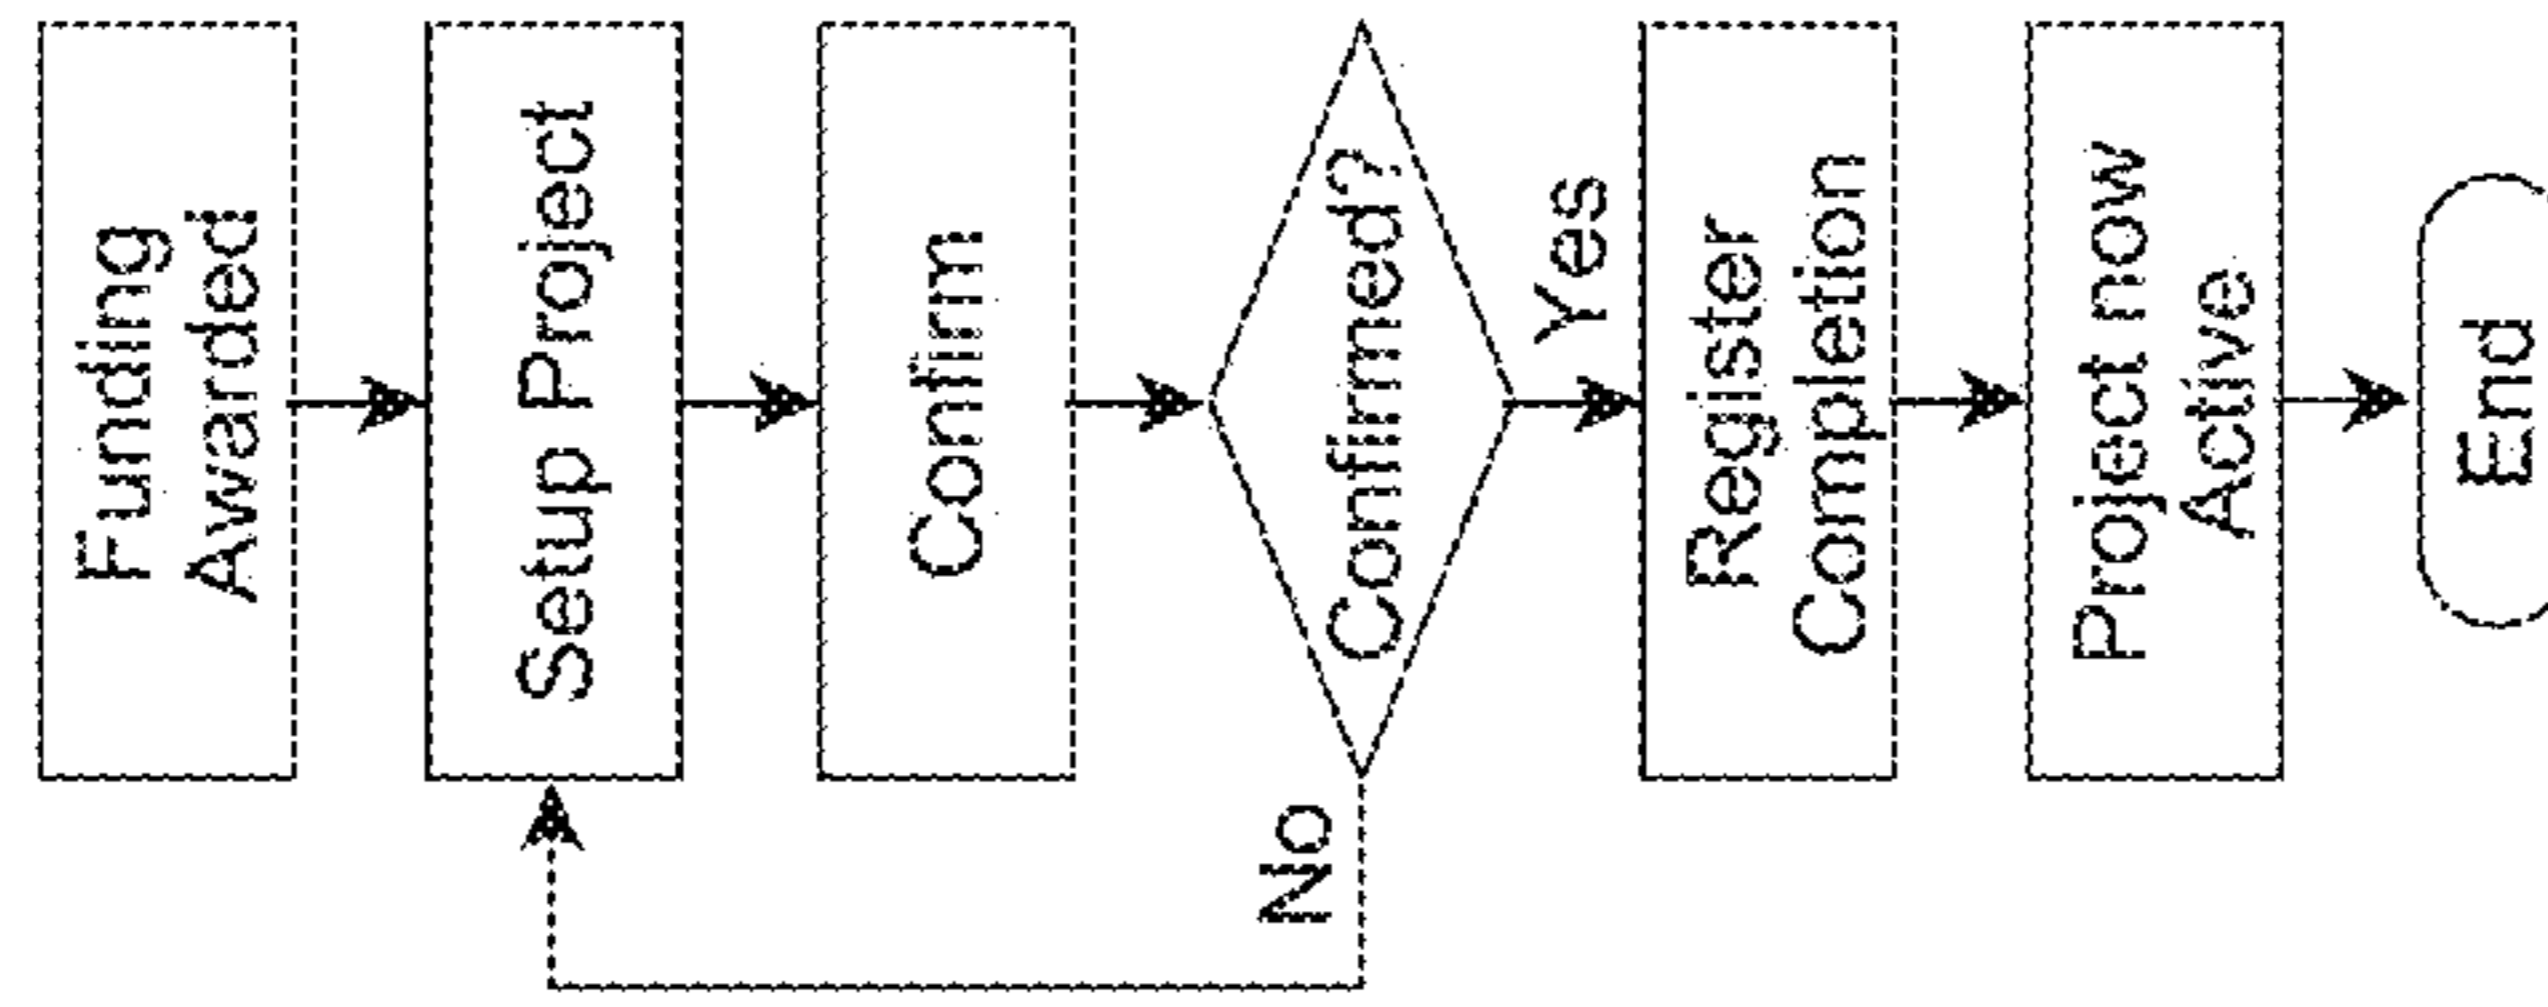 Funding
Awarded
Setup Project
Confirm
Confirmed?
No
Yes
Register
Completion
Project now
Active
End